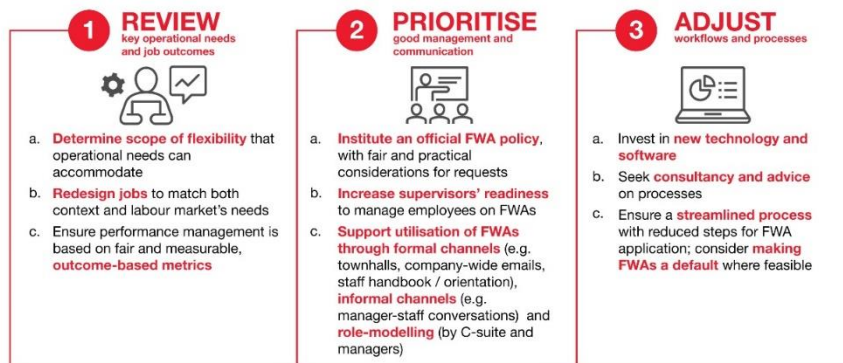 1 REVIEW
key operational needs
and job outcomes
a. Determine scope of flexibility that
operational needs can
accommodate
b. Redesign jobs to match both
context and labour market's needs
c. Ensure performance management is
based on fair and measurable,
outcome-based metrics
2 PRIORITISE
good management and
communication
a. Institute an official FWA policy,
with fair and practical
considerations for requests
b. Increase supervisors' readiness
to manage employees on FWAs
c. Support utilisation of FWAs
through formal channels (e.g.
townhalls, company-wide emails,
staff handbook / orientation),
informal channels (e.g.
manager-staff conversations) and
role-modelling (by C-suite and
managers)
3 ADJUST
workflows and processes
a. Invest in new technology and
software
b. Seek consultancy and advice
on processes
c. Ensure a streamlined process
with reduced steps for FWA
application; consider making
FWAs a default where feasible